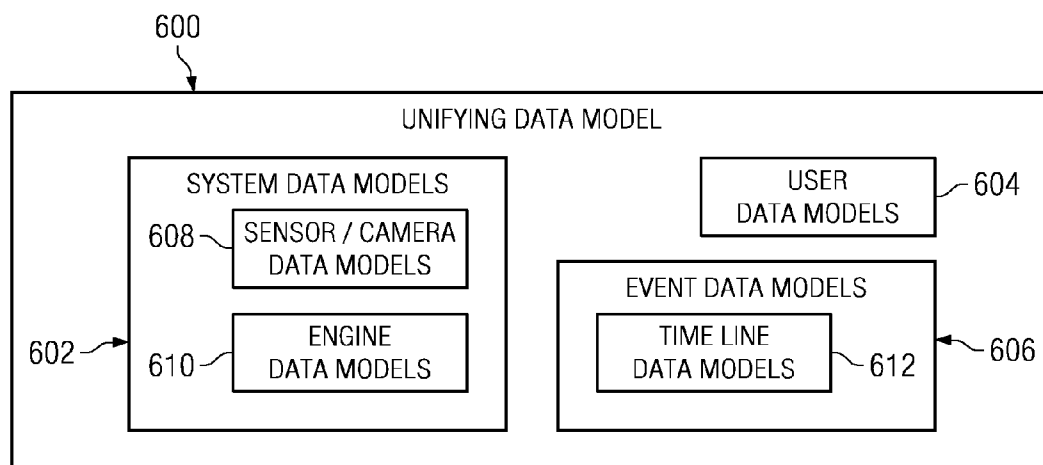 600
UNIFYING DATA MODEL
SYSTEM DATA MODELS
608
SENSOR / CAMERA
DATA MODELS
602
610
ENGINE
DATA MODELS
USER
DATA MODELS
604
EVENT DATA MODELS
TIME LINE
DATA MODELS
612
606